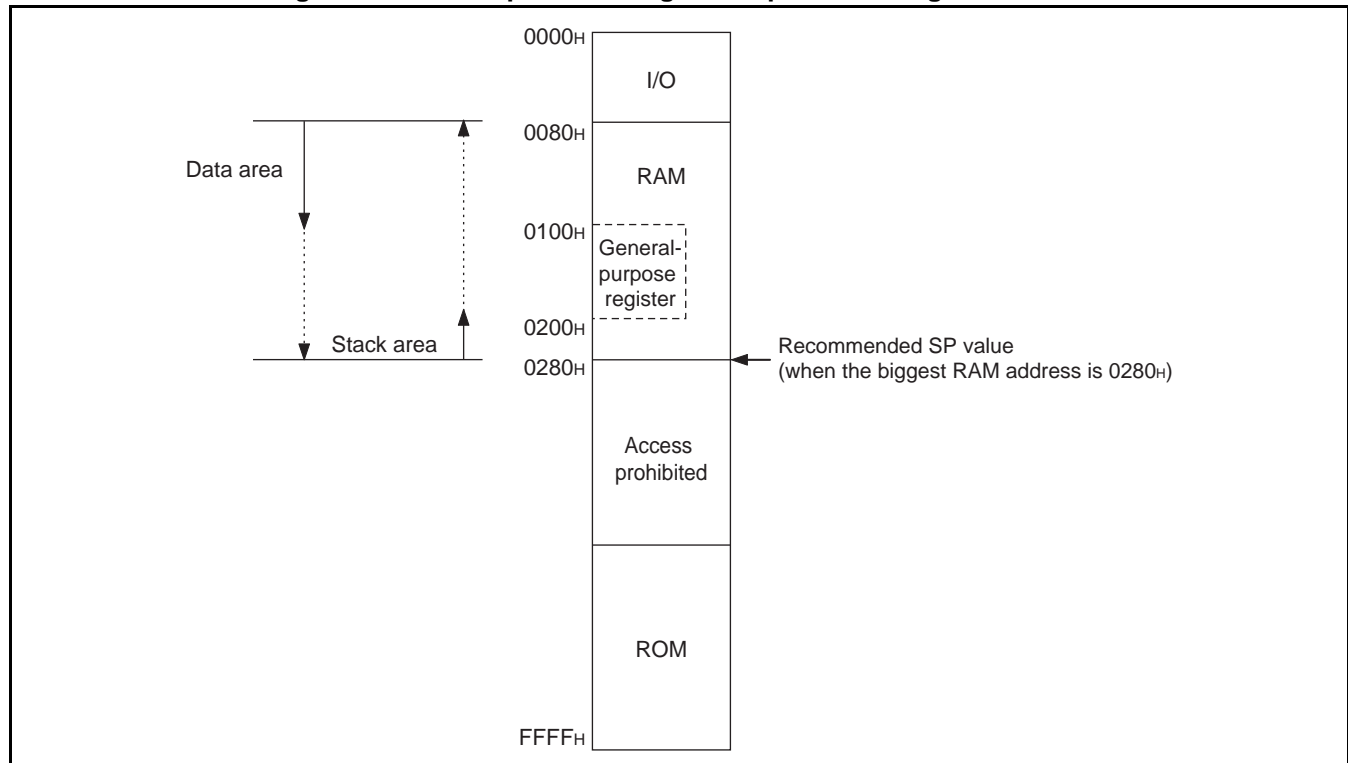 0000H
I/O
0080H
Data area
RAM
0100H
General-
purpose
register
0200H
Stack area
0280H
Recommended SP value
(when the biggest RAM address is 0280H)
Access
prohibited
ROM
FFFFH